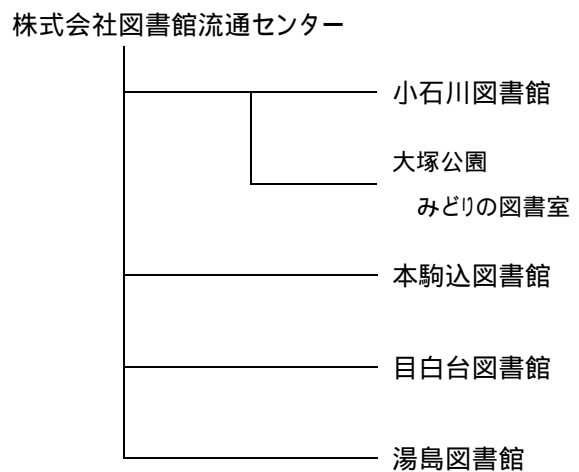 株式会社図書館流通センター
小石川図書館
大塚公園
みどりの図書室
本駒込図書館
目白台図書館
湯島図書館